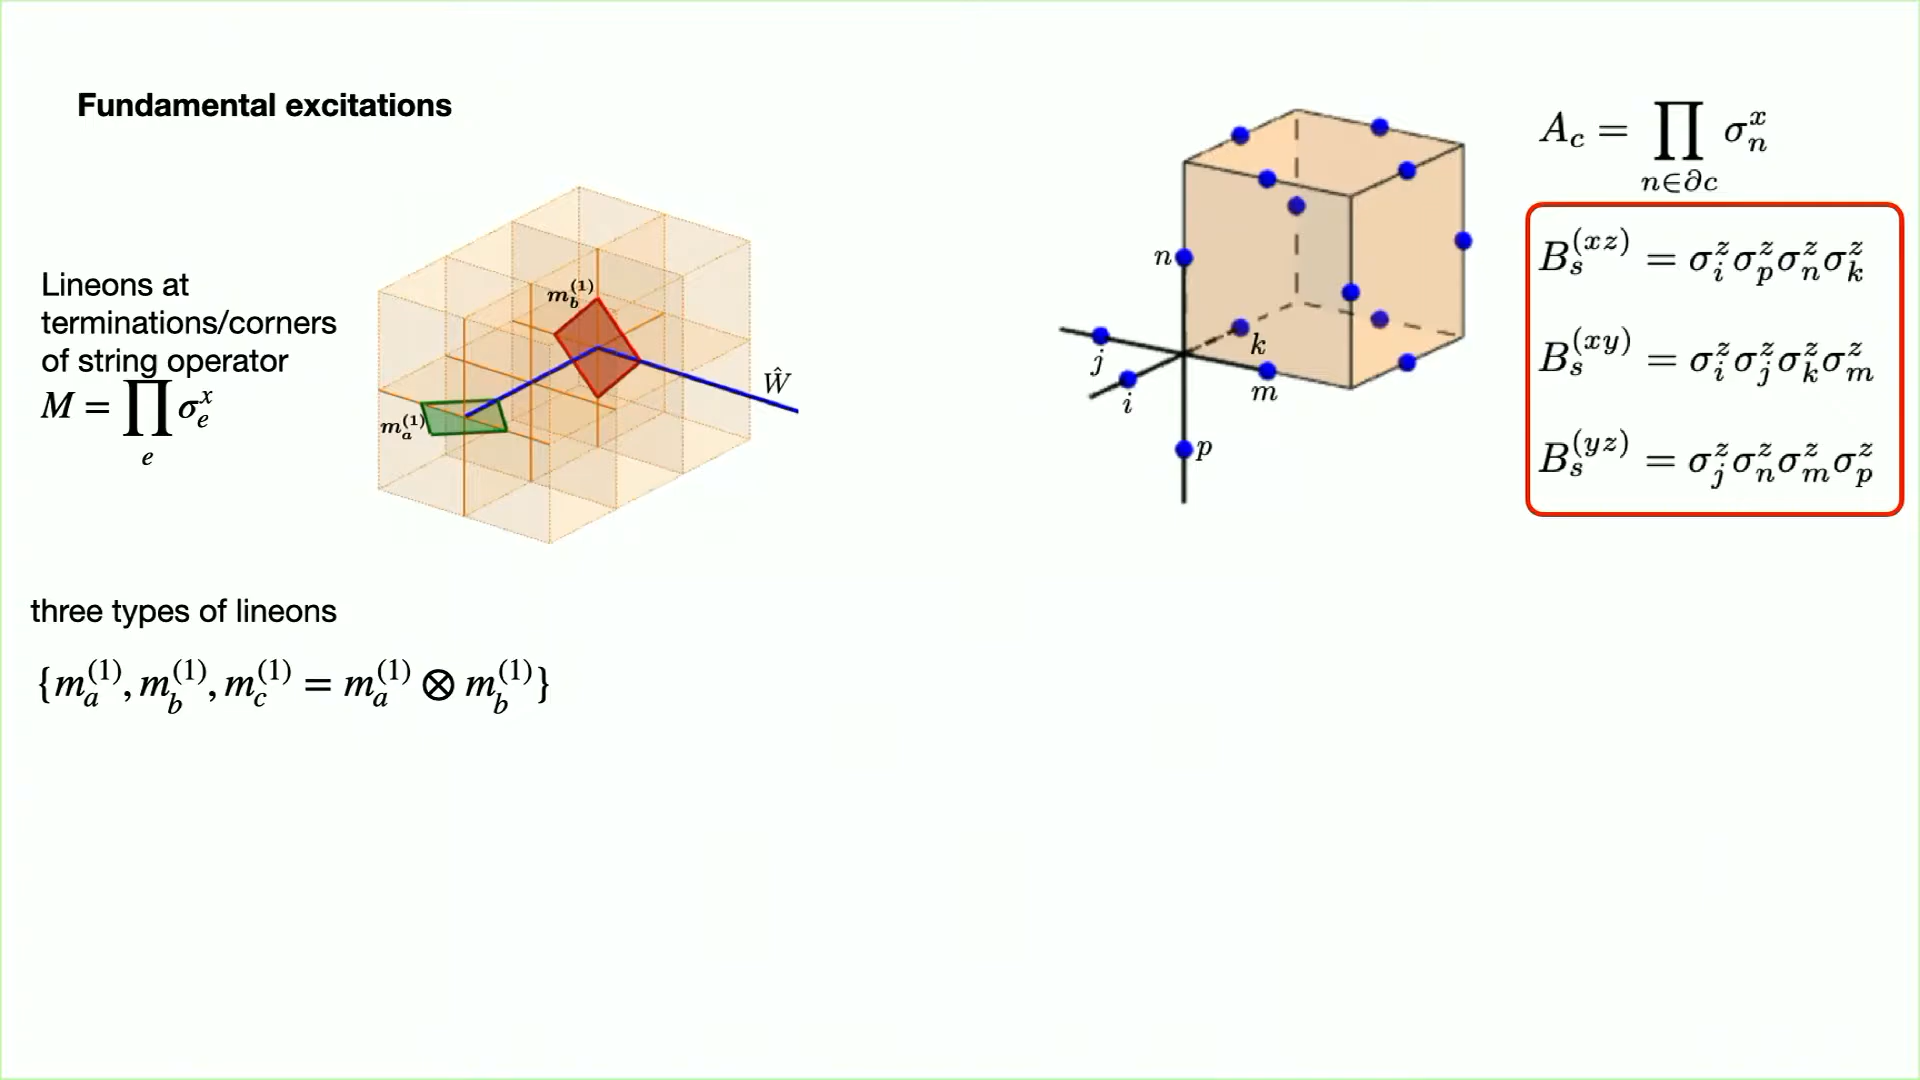 Fundamental excitations
Lineons at
terminations/corners
of string operator
M = ∏_e σ_e^x
m_b^(1)
m_a^(1)
Ŵ
three types of lineons
{m_a^(1), m_b^(1), m_c^(1) = m_a^(1) ⊗ m_b^(1)}
n
j
k
i
m
p
A_c = ∏_{n∈∂c} σ_n^x
B_s^(xz) = σ_i^z σ_p^z σ_n^z σ_k^z
B_s^(xy) = σ_i^z σ_j^z σ_k^z σ_m^z
B_s^(yz) = σ_j^z σ_n^z σ_m^z σ_p^z